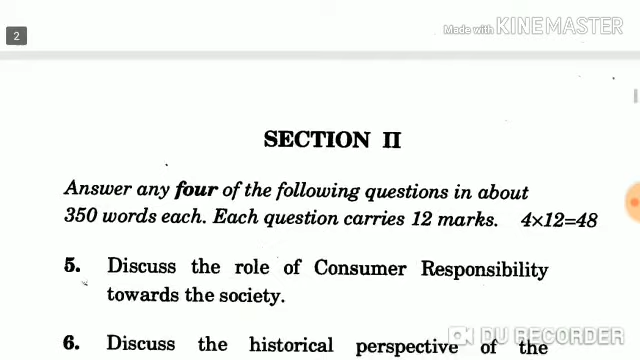 2
Made with KINEMASTER
SECTION II
Answer any four of the following questions in about
350 words each. Each question carries 12 marks. 4×12=48
5. Discuss the role of Consumer Responsibility
towards the society.
6. Discuss the historical perspective of the
DU RECORDER